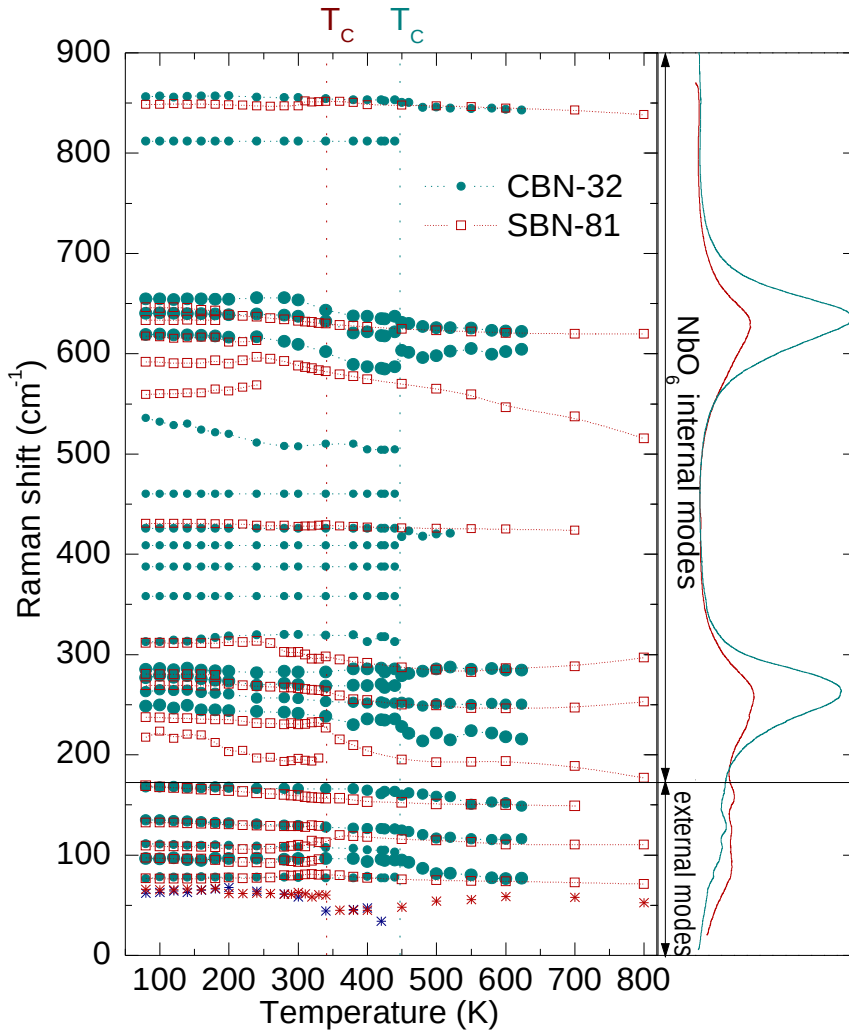 T_C T_C
900
800
700
600
500
400
300
200
100
0
Raman shift (cm⁻¹)
CBN-32
SBN-81
NbO₆ internal modes
external modes
100 200 300 400 500 600 700 800
Temperature (K)